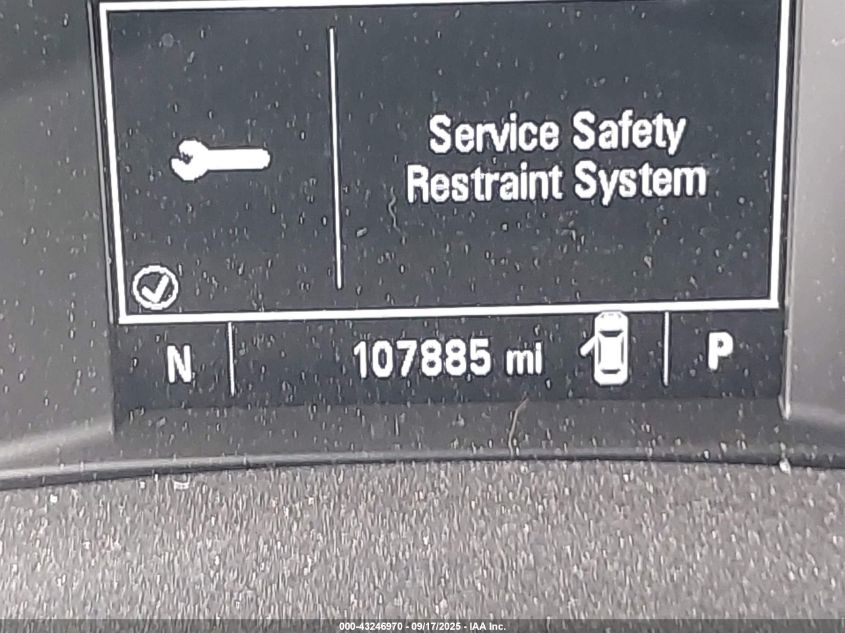 Service Safety
Restraint System
N 107885 mi P
000-43246970 - 09/17/2025 - IAA Inc.